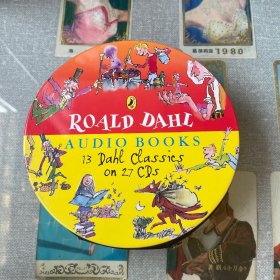 ROALD DAHL
AUDIO BOOKS
13 Dahl Classics
on 27 CDs
1980